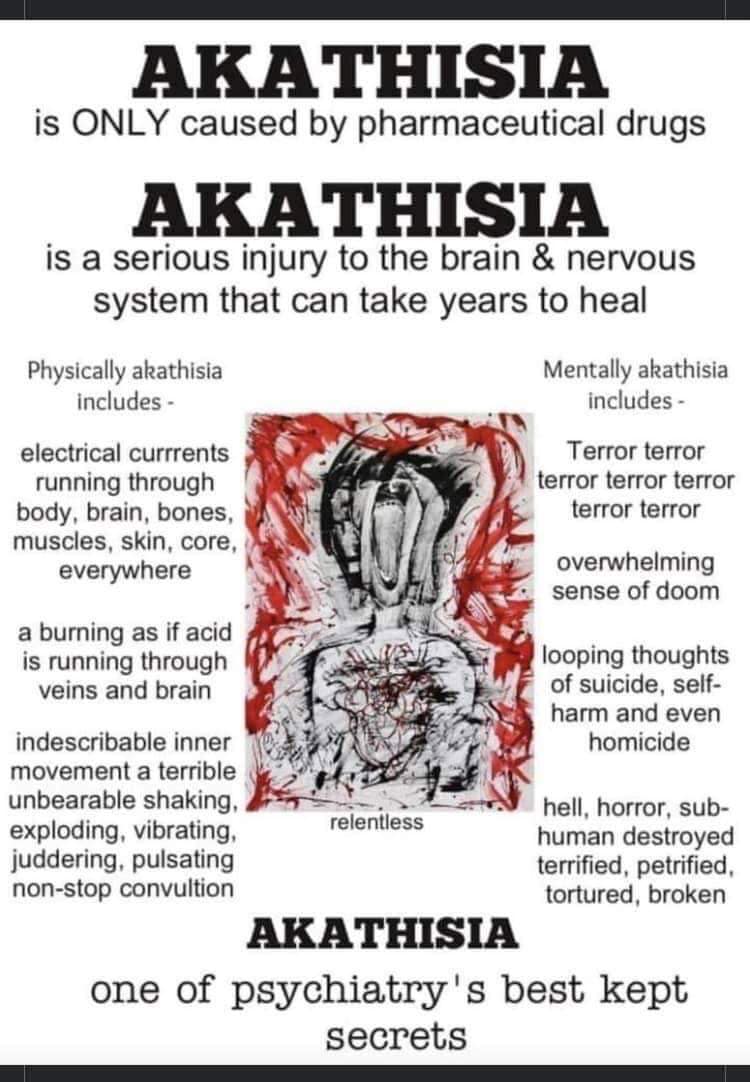 AKATHISIA
is ONLY caused by pharmaceutical drugs
AKATHISIA
is a serious injury to the brain & nervous
system that can take years to heal
Physically akathisia
includes -
electrical currrents
running through
body, brain, bones,
muscles, skin, core,
everywhere
a burning as if acid
is running through
veins and brain
indescribable inner
movement a terrible
unbearable shaking,
exploding, vibrating,
juddering, pulsating
non-stop convultion
relentless
Mentally akathisia
includes -
Terror terror
terror terror terror
terror terror
overwhelming
sense of doom
looping thoughts
of suicide, self-
harm and even
homicide
hell, horror, sub-
human destroyed
terrified, petrified,
tortured, broken
AKATHISIA
one of psychiatry's best kept
secrets